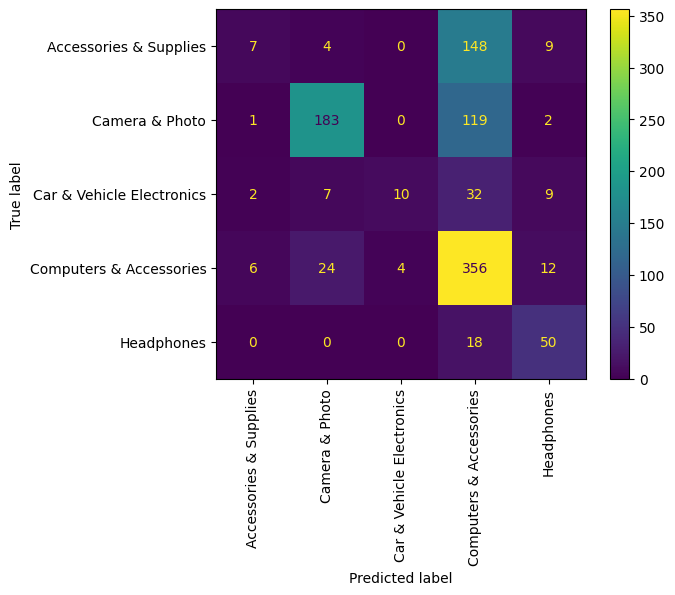 Accessories & Supplies 7 4 0 148 9
Camera & Photo 1 183 0 119 2
Car & Vehicle Electronics 2 7 10 32 9
Computers & Accessories 6 24 4 356 12
Headphones 0 0 0 18 50
True label
Accessories & Supplies
Camera & Photo
Car & Vehicle Electronics
Computers & Accessories
Headphones
Predicted label
350
300
250
200
150
100
50
0